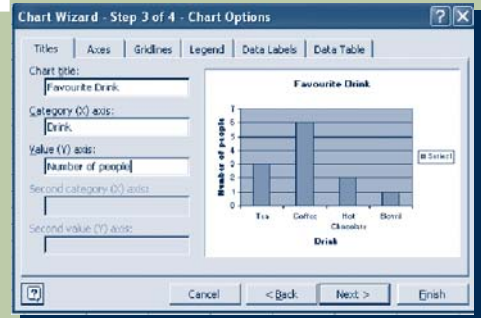 Chart Wizard - Step 3 of 4 - Chart Options
Titles Axes Gridlines Legend Data Labels Data Table
Chart title:
Favourite Drink
Category (X) axis:
Drink
Value (Y) axis:
Number of people
Second category (X) axis:
Second value (Y) axis:
Favourite Drink
Number of people
7
6
5
4
3
2
1
0
Tea Coffee Hot Chocolate Bovril
Drink
Series1
Cancel < Back Next > Finish